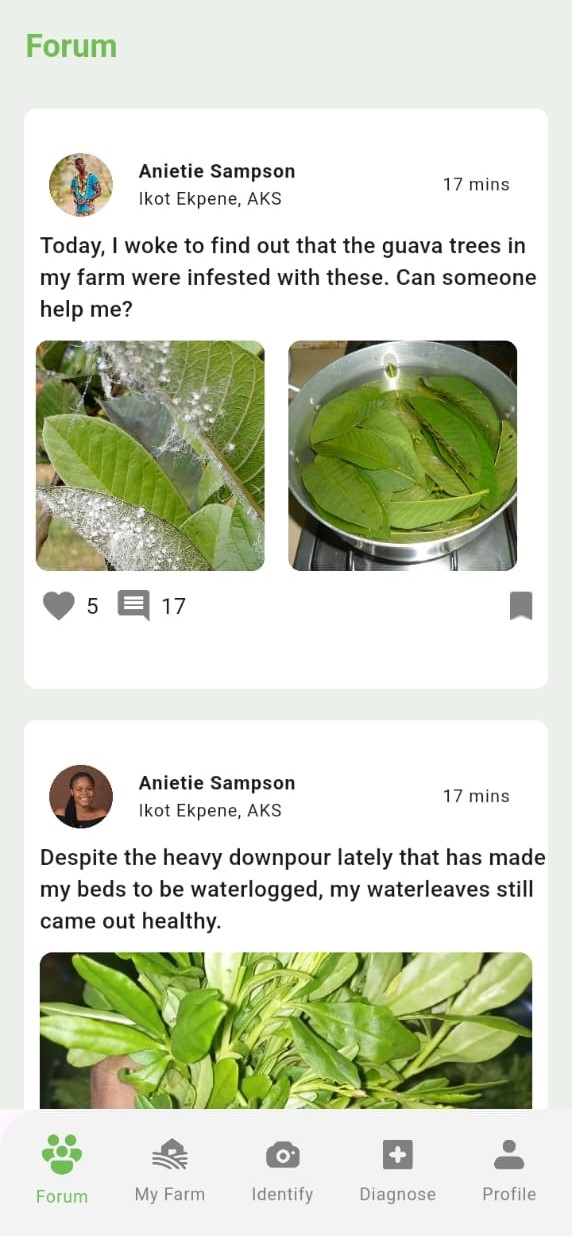 Forum
Anietie Sampson
17 mins
Ikot Ekpene, AKS
Today, I woke to find out that the guava trees in
my farm were infested with these. Can someone
help me?
5
17
Anietie Sampson
17 mins
Ikot Ekpene, AKS
Despite the heavy downpour lately that has made
my beds to be waterlogged, my waterleaves still
came out healthy.
Forum
My Farm
Identify
Diagnose
Profile